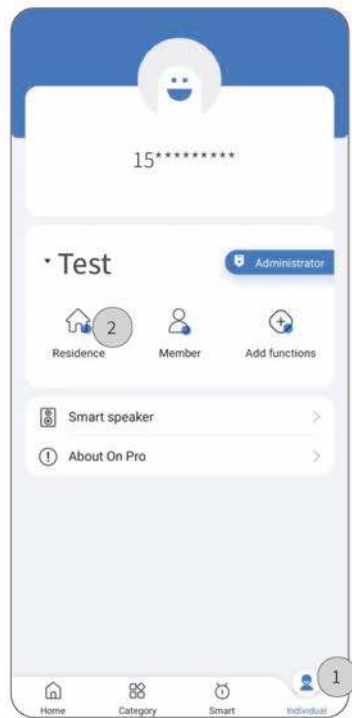 15*********
Test
Administrator
2
Residence Member Add functions
Smart speaker
About On Pro
1
Home Category Smart Individual